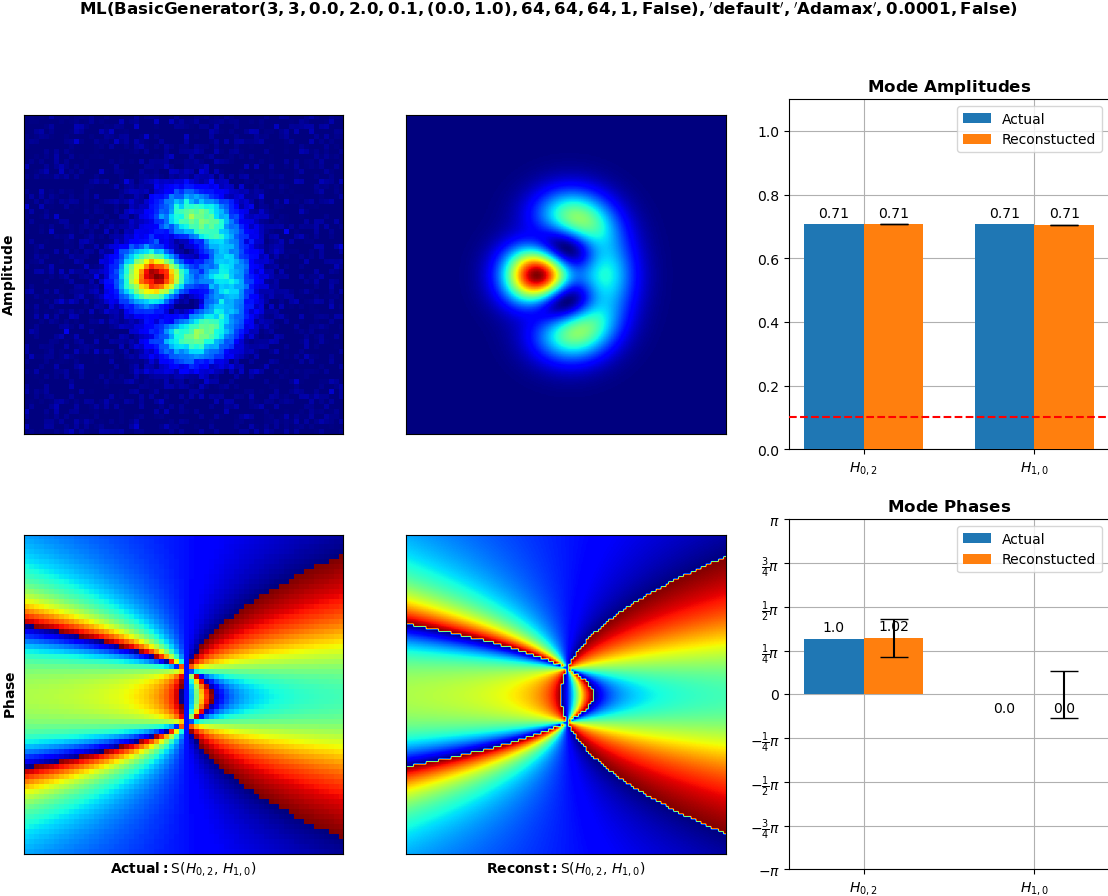 ML(BasicGenerator(3, 3, 0.0, 2.0, 0.1, (0.0, 1.0), 64, 64, 64, 1, False), 'default', 'Adamax', 0.0001, False)
Amplitude
Mode Amplitudes
Actual
Reconstucted
1.0
0.8
0.6
0.4
0.2
0.0
0.71
0.71
0.71
0.71
H0, 2
H1, 0
Phase
Actual: S(H0, 2, H1, 0)
Reconst: S(H0, 2, H1, 0)
Mode Phases
Actual
Reconstucted
π
3/4π
1/2π
1/4π
0
−1/4π
−1/2π
−3/4π
−π
1.0
1.02
0.0
0.0
H0, 2
H1, 0